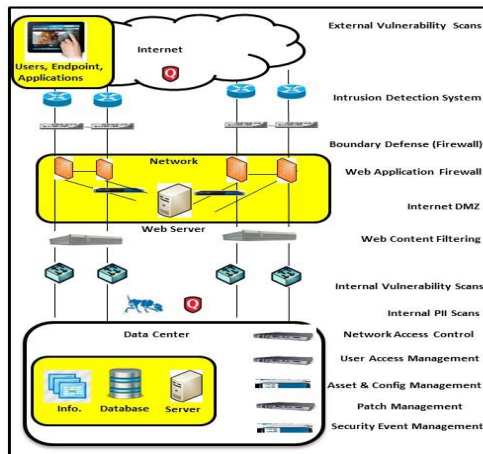 External Vulnerability Scans
Internet
Users, Endpoint,
Applications
Q
Intrusion Detection System
Boundary Defense (Firewall)
Network
Web Application Firewall
Internet DMZ
Web Server
Web Content Filtering
Internal Vulnerability Scans
Q
Internal PII Scans
Data Center
Network Access Control
User Access Management
Asset & Config Management
Info.
Database
Server
Patch Management
Security Event Management